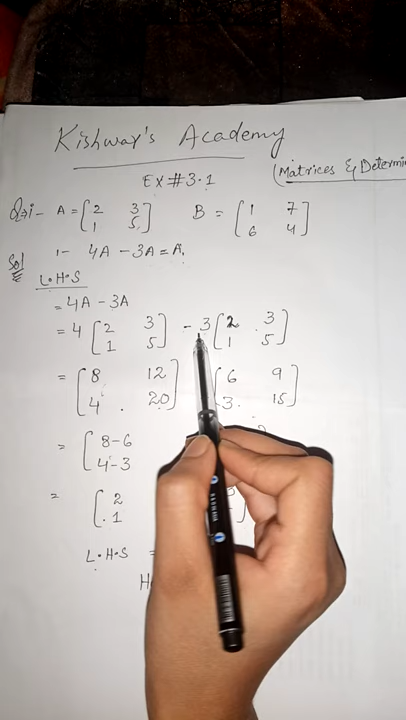 Kishwar's Academy
Ex # 3.1
(Matrices & Determin
Q:1- A = [2 3 B = [1 7
1 5] 6 4]
Sol
1- 4A - 3A = A,
L.H.S
= 4A - 3A
= 4 [2 3 - 3 [2 3
1 5] 1 5]
= [8 12 [6 9
4 20] 3 15]
= [8-6
4-3
= [2
1
L.H.S =
H